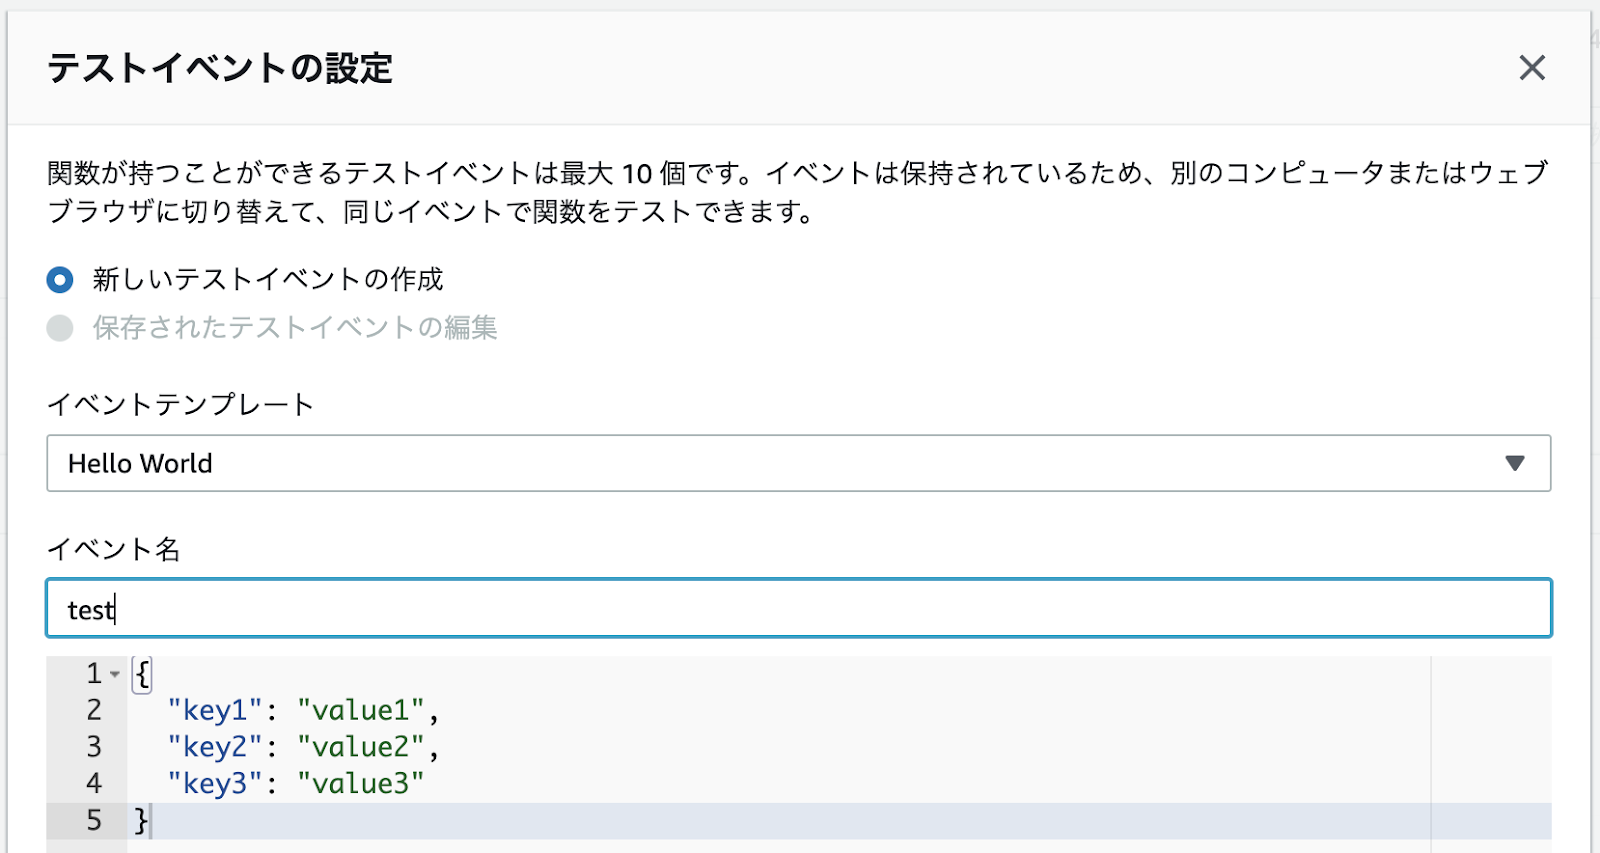 テストイベントの設定
関数が持つことができるテストイベントは最大 10 個です。イベントは保持されているため、別のコンピュータまたはウェブ
ブラウザに切り替えて、同じイベントで関数をテストできます。
新しいテストイベントの作成
保存されたテストイベントの編集
イベントテンプレート
Hello World
イベント名
test
1 {
2 "key1": "value1",
3 "key2": "value2",
4 "key3": "value3"
5 }